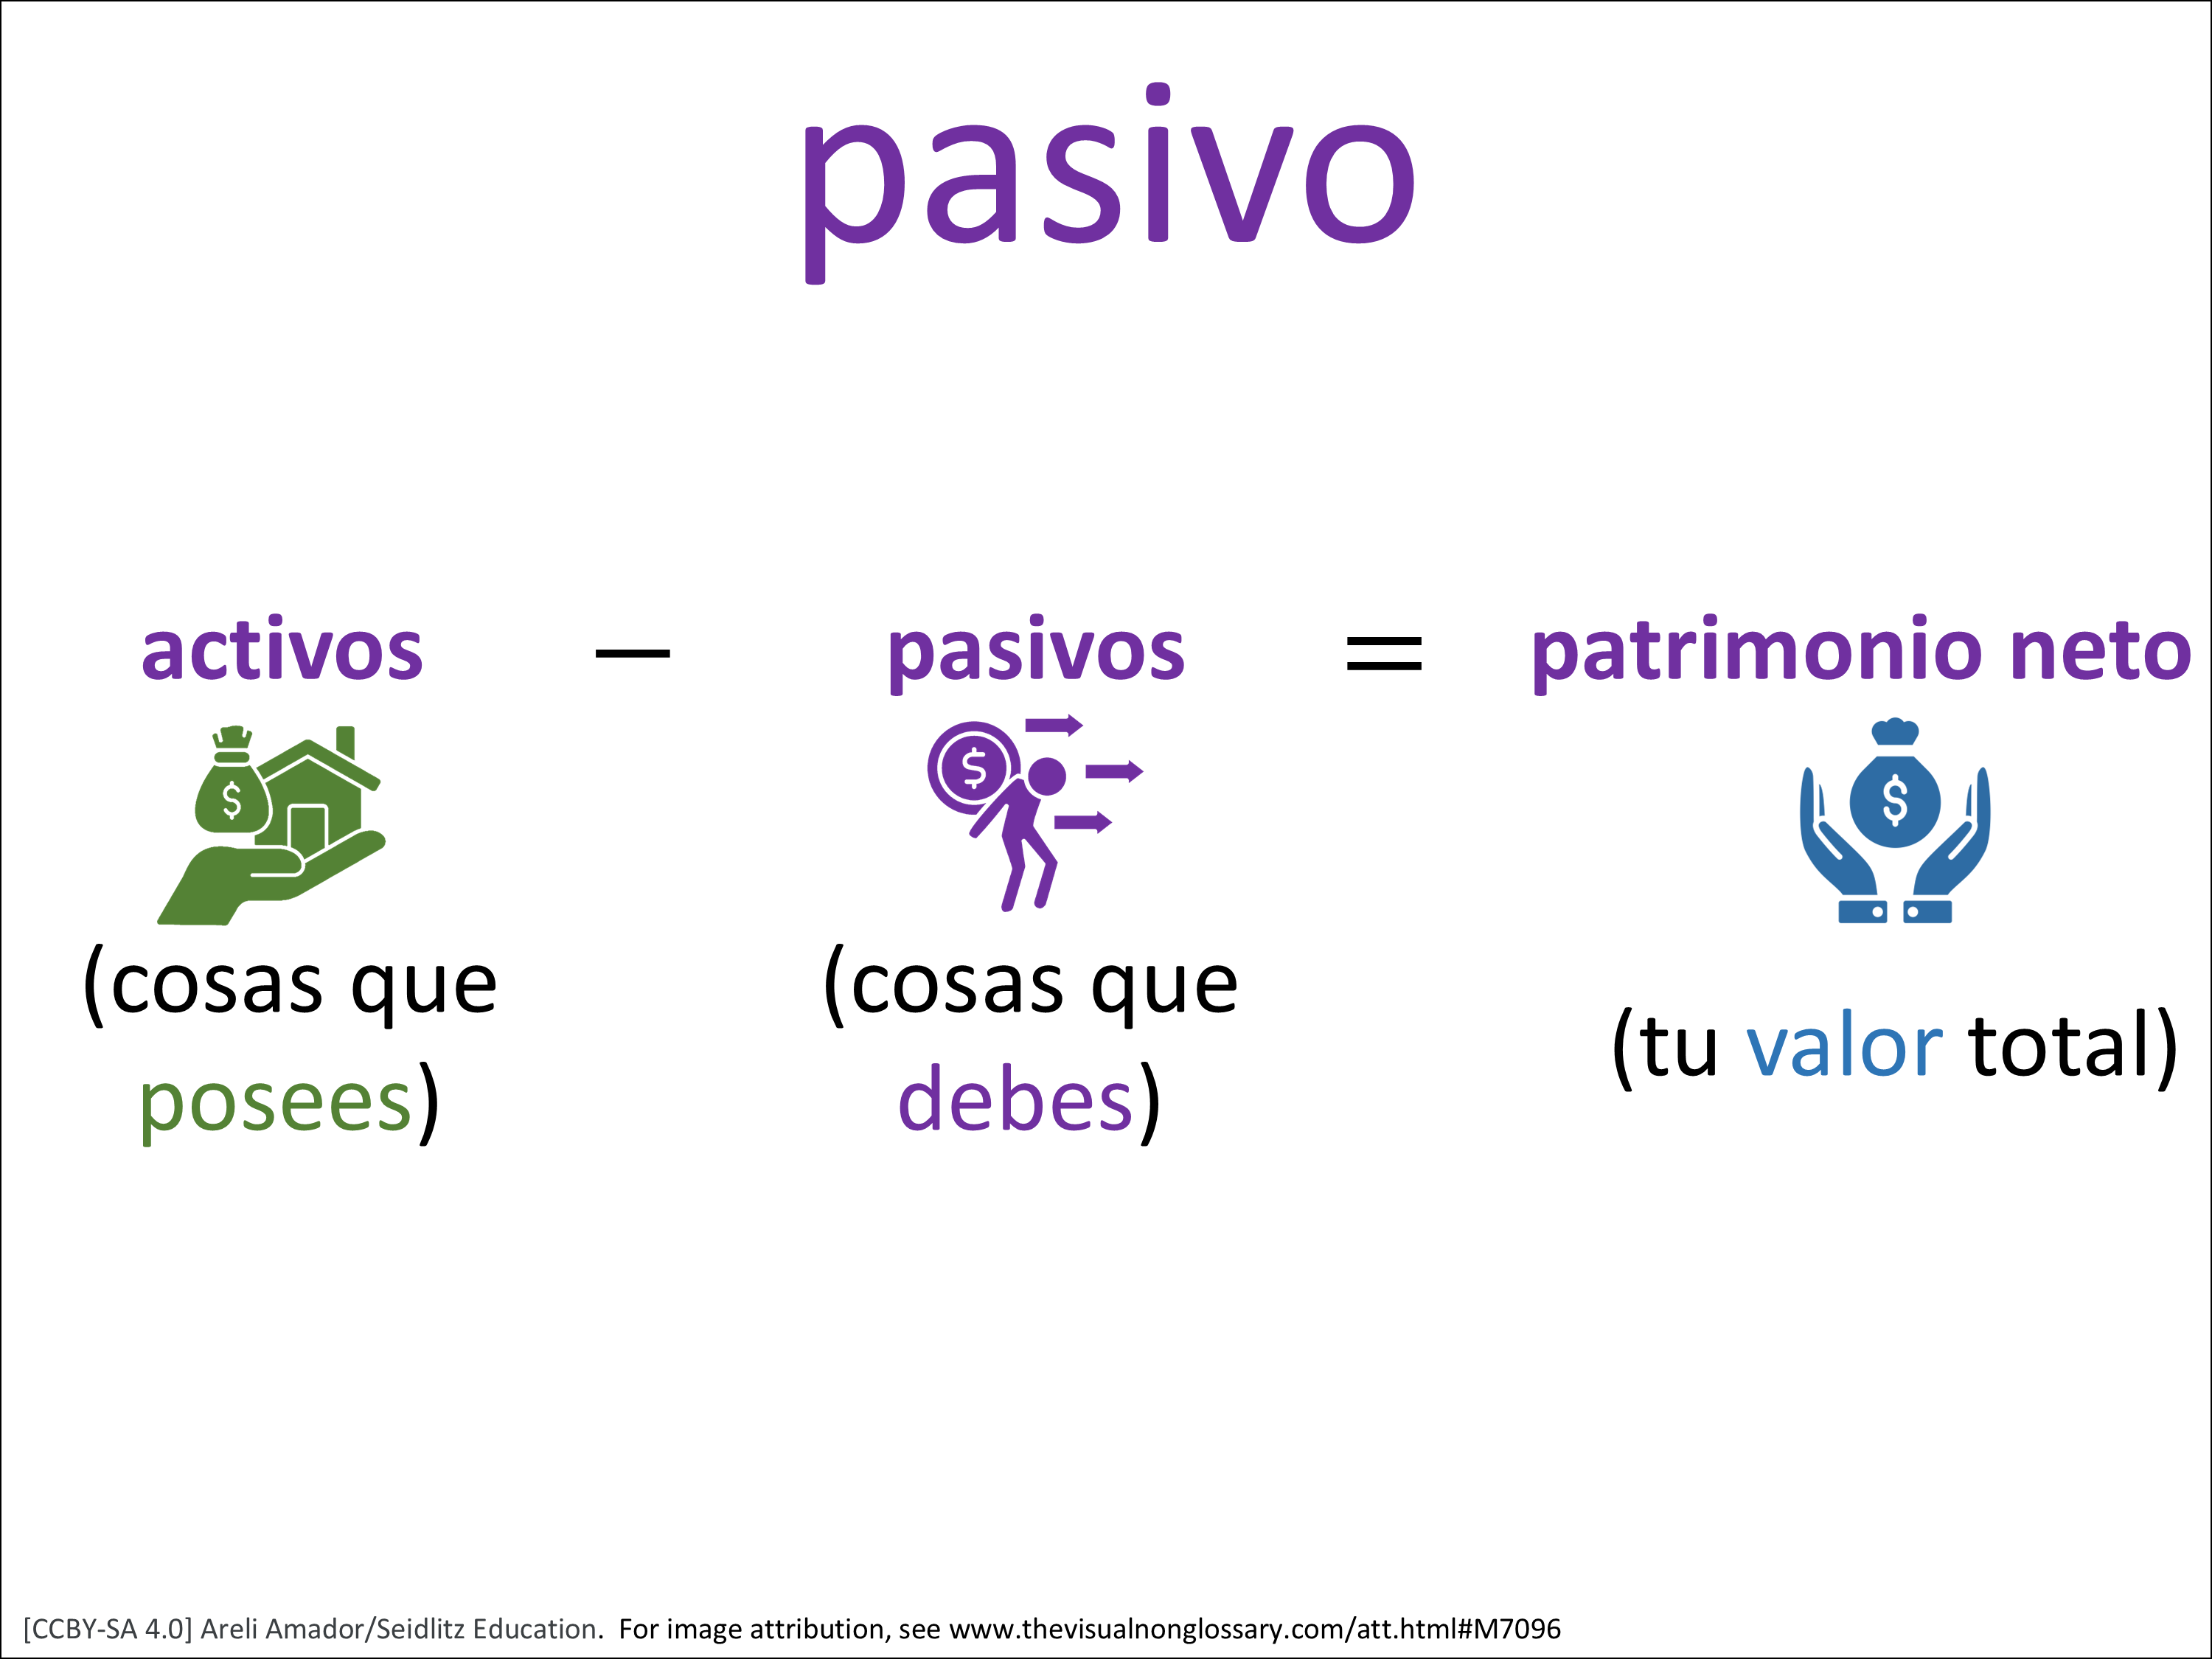 pasivo
activos — pasivos = patrimonio neto
$ $ $
(cosas que (cosas que
posees) debes) (tu valor total)
[CCBY-SA 4.0] Areli Amador/Seidlitz Education. For image attribution, see www.thevisualnonglossary.com/att.html#M7096